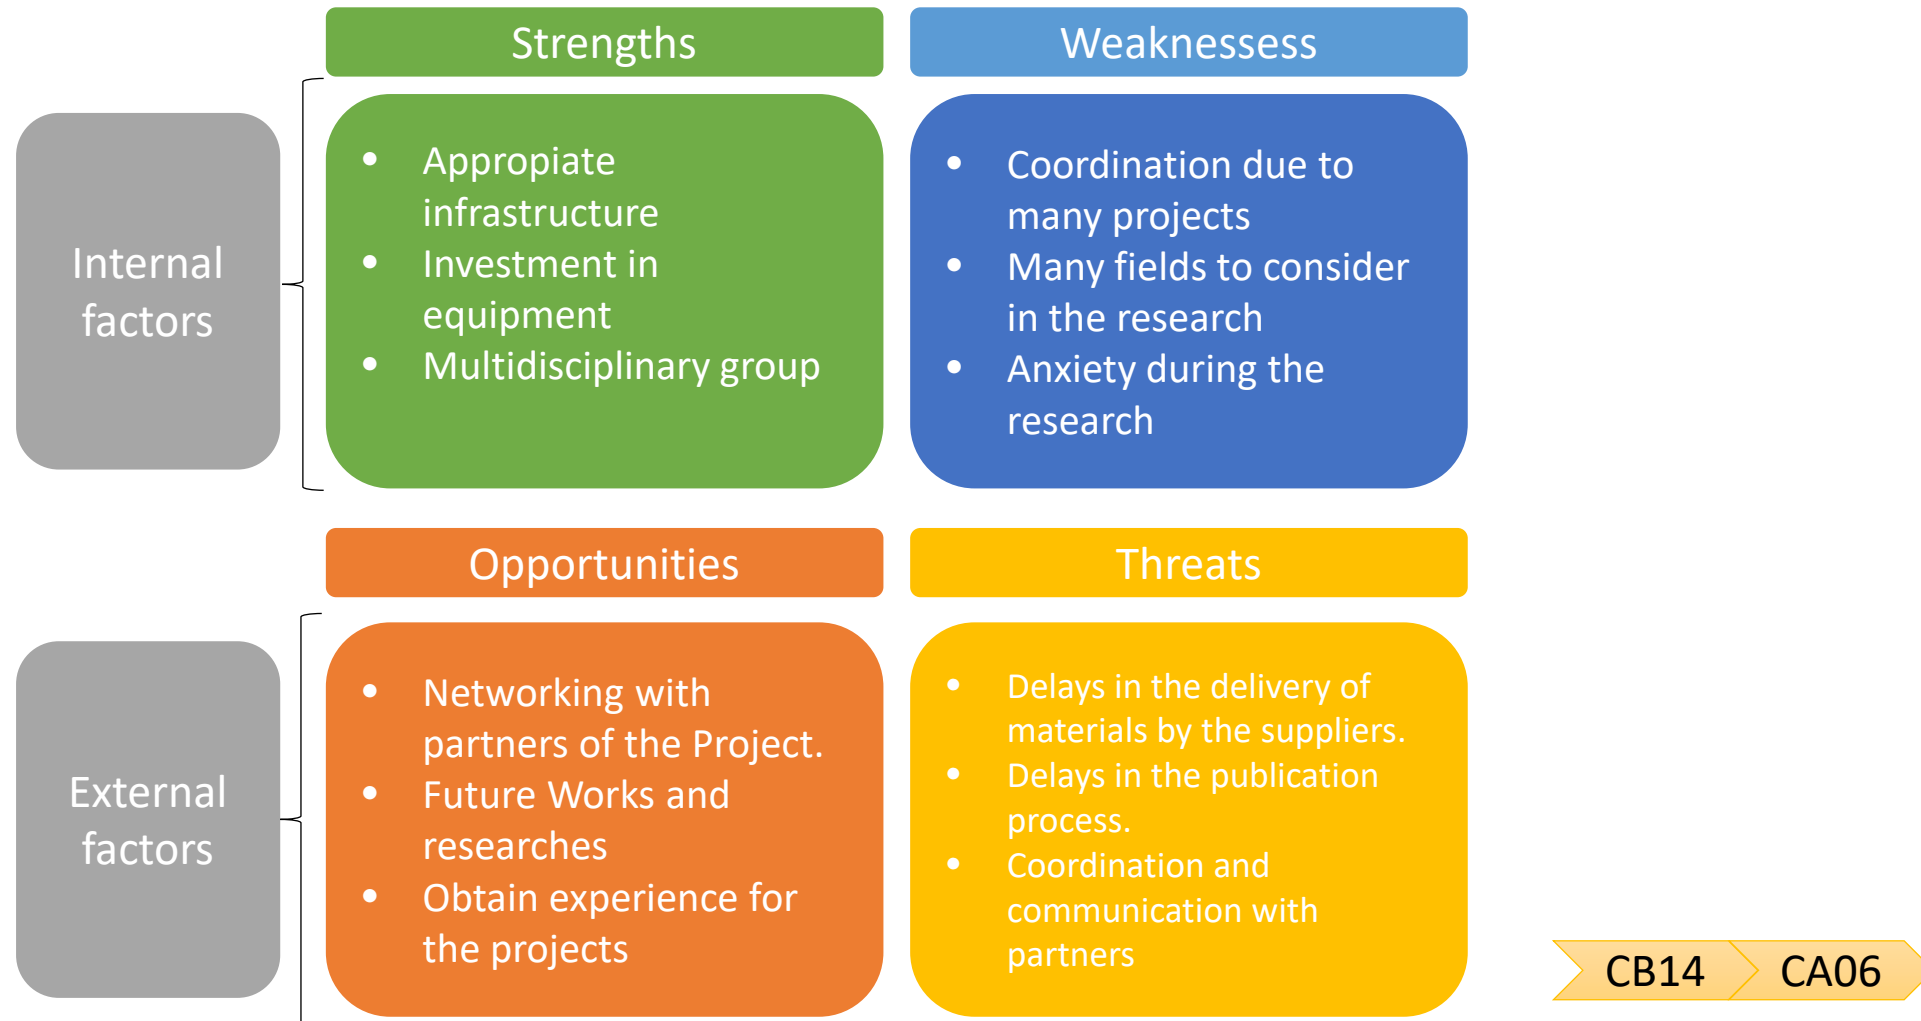 Strengths
Weaknessess
Internal
factors
• Appropiate
infrastructure
• Investment in
equipment
• Multidisciplinary group
• Coordination due to
many projects
• Many fields to consider
in the research
• Anxiety during the
research
Opportunities
Threats
External
factors
• Networking with
partners of the Project.
• Future Works and
researches
• Obtain experience for
the projects
• Delays in the delivery of
materials by the suppliers.
• Delays in the publication
process.
• Coordination and
communication with
partners
CB14
CA06